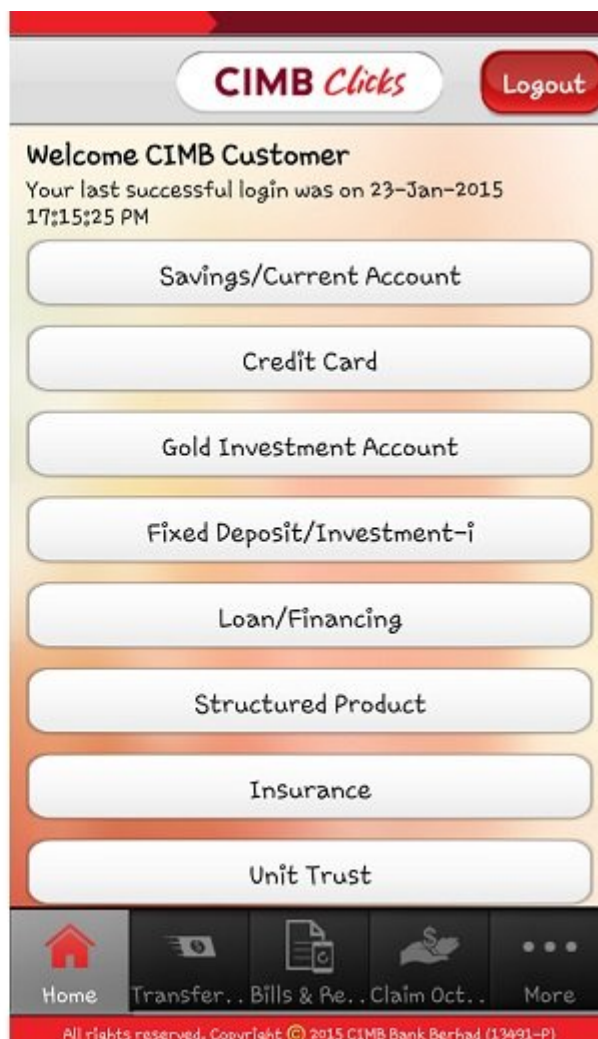 CIMB Clicks
Logout
Welcome CIMB Customer
Your last successful login was on 23-Jan-2015
17:15:25 PM
Savings/Current Account
Credit Card
Gold Investment Account
Fixed Deposit/Investment-i
Loan/Financing
Structured Product
Insurance
Unit Trust
Home Transfer.. Bills & Re.. Claim Oct.. More
All rights reserved. Copyright © 2015 CIMB Bank Berhad (13491-P)